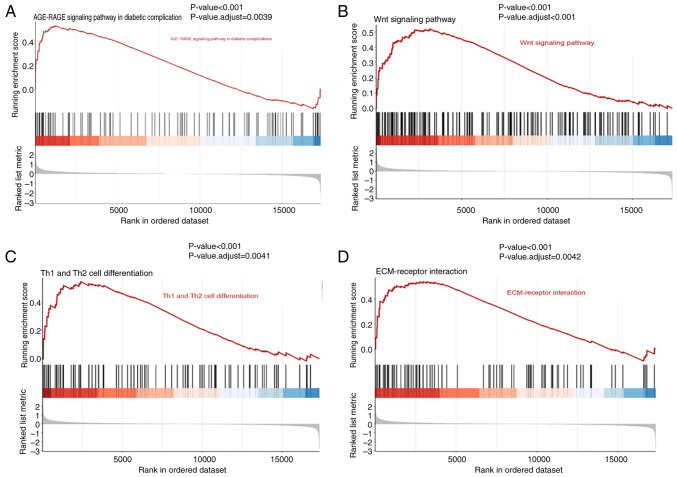 A
AGE-RAGE signaling pathway in diabetic complication
P-value<0.001
P-value.adjust=0.0039
AGE-RAGE signaling pathway in diabetic complications
Running enrichment score
0.4
0.0
Ranked list metric
2
1
0
−1
−2
−3
5000
10000
15000
Rank in ordered dataset
B
Wnt signaling pathway
P-value<0.001
P-value.adjust<0.001
Wnt signaling pathway
Running enrichment score
0.5
0.4
0.3
0.2
0.1
0.0
Ranked list metric
2
1
0
−1
−2
−3
5000
10000
15000
Rank in ordered dataset
C
Th1 and Th2 cell differentiation
P-value<0.001
P-value.adjust=0.0041
Th1 and Th2 cell differentiation
Running enrichment score
0.4
0.2
0.0
Ranked list metric
2
1
0
−1
−2
−3
5000
10000
15000
Rank in ordered dataset
D
ECM-receptor interaction
P-value<0.001
P-value.adjust=0.0042
ECM-receptor interaction
Running enrichment score
0.4
0.2
0.0
Ranked list metric
2
1
0
−1
−2
−3
5000
10000
15000
Rank in ordered dataset